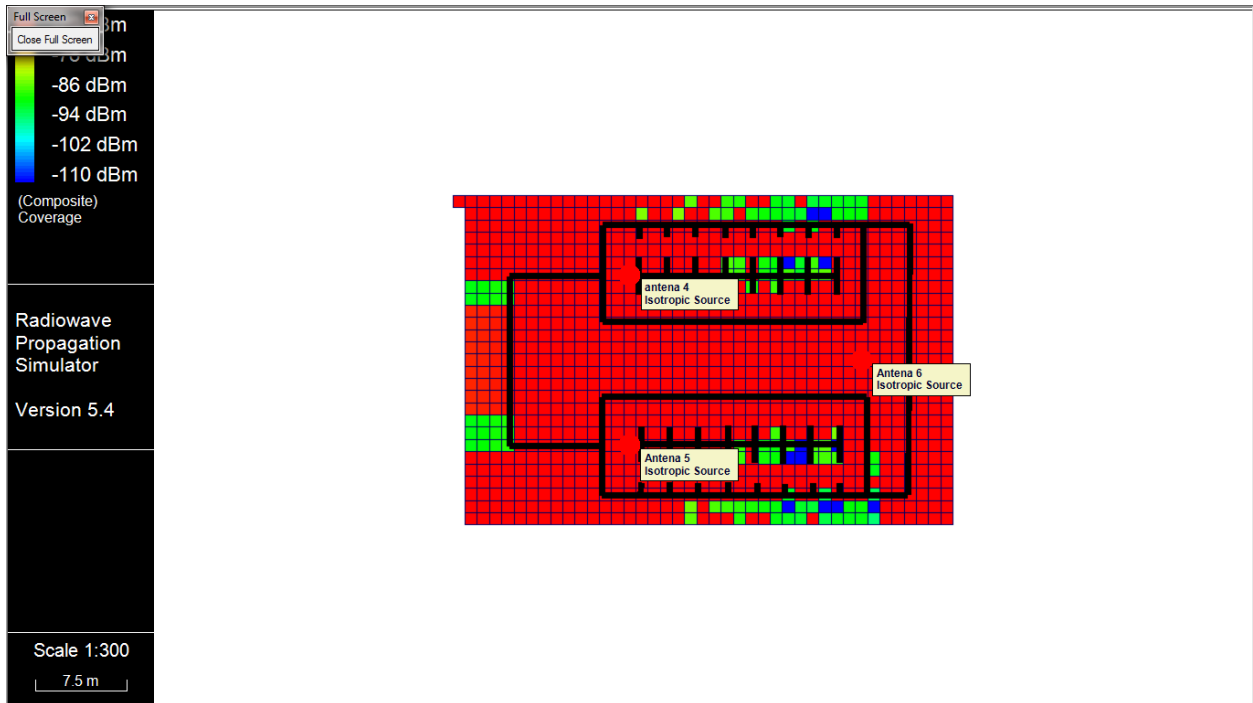 Full Screen
Close Full Screen
-86 dBm
-94 dBm
-102 dBm
-110 dBm
(Composite)
Coverage
Radiowave
Propagation
Simulator
Version 5.4
Scale 1:300
7.5 m
antena 4
Isotropic Source
Antena 6
Isotropic Source
Antena 5
Isotropic Source